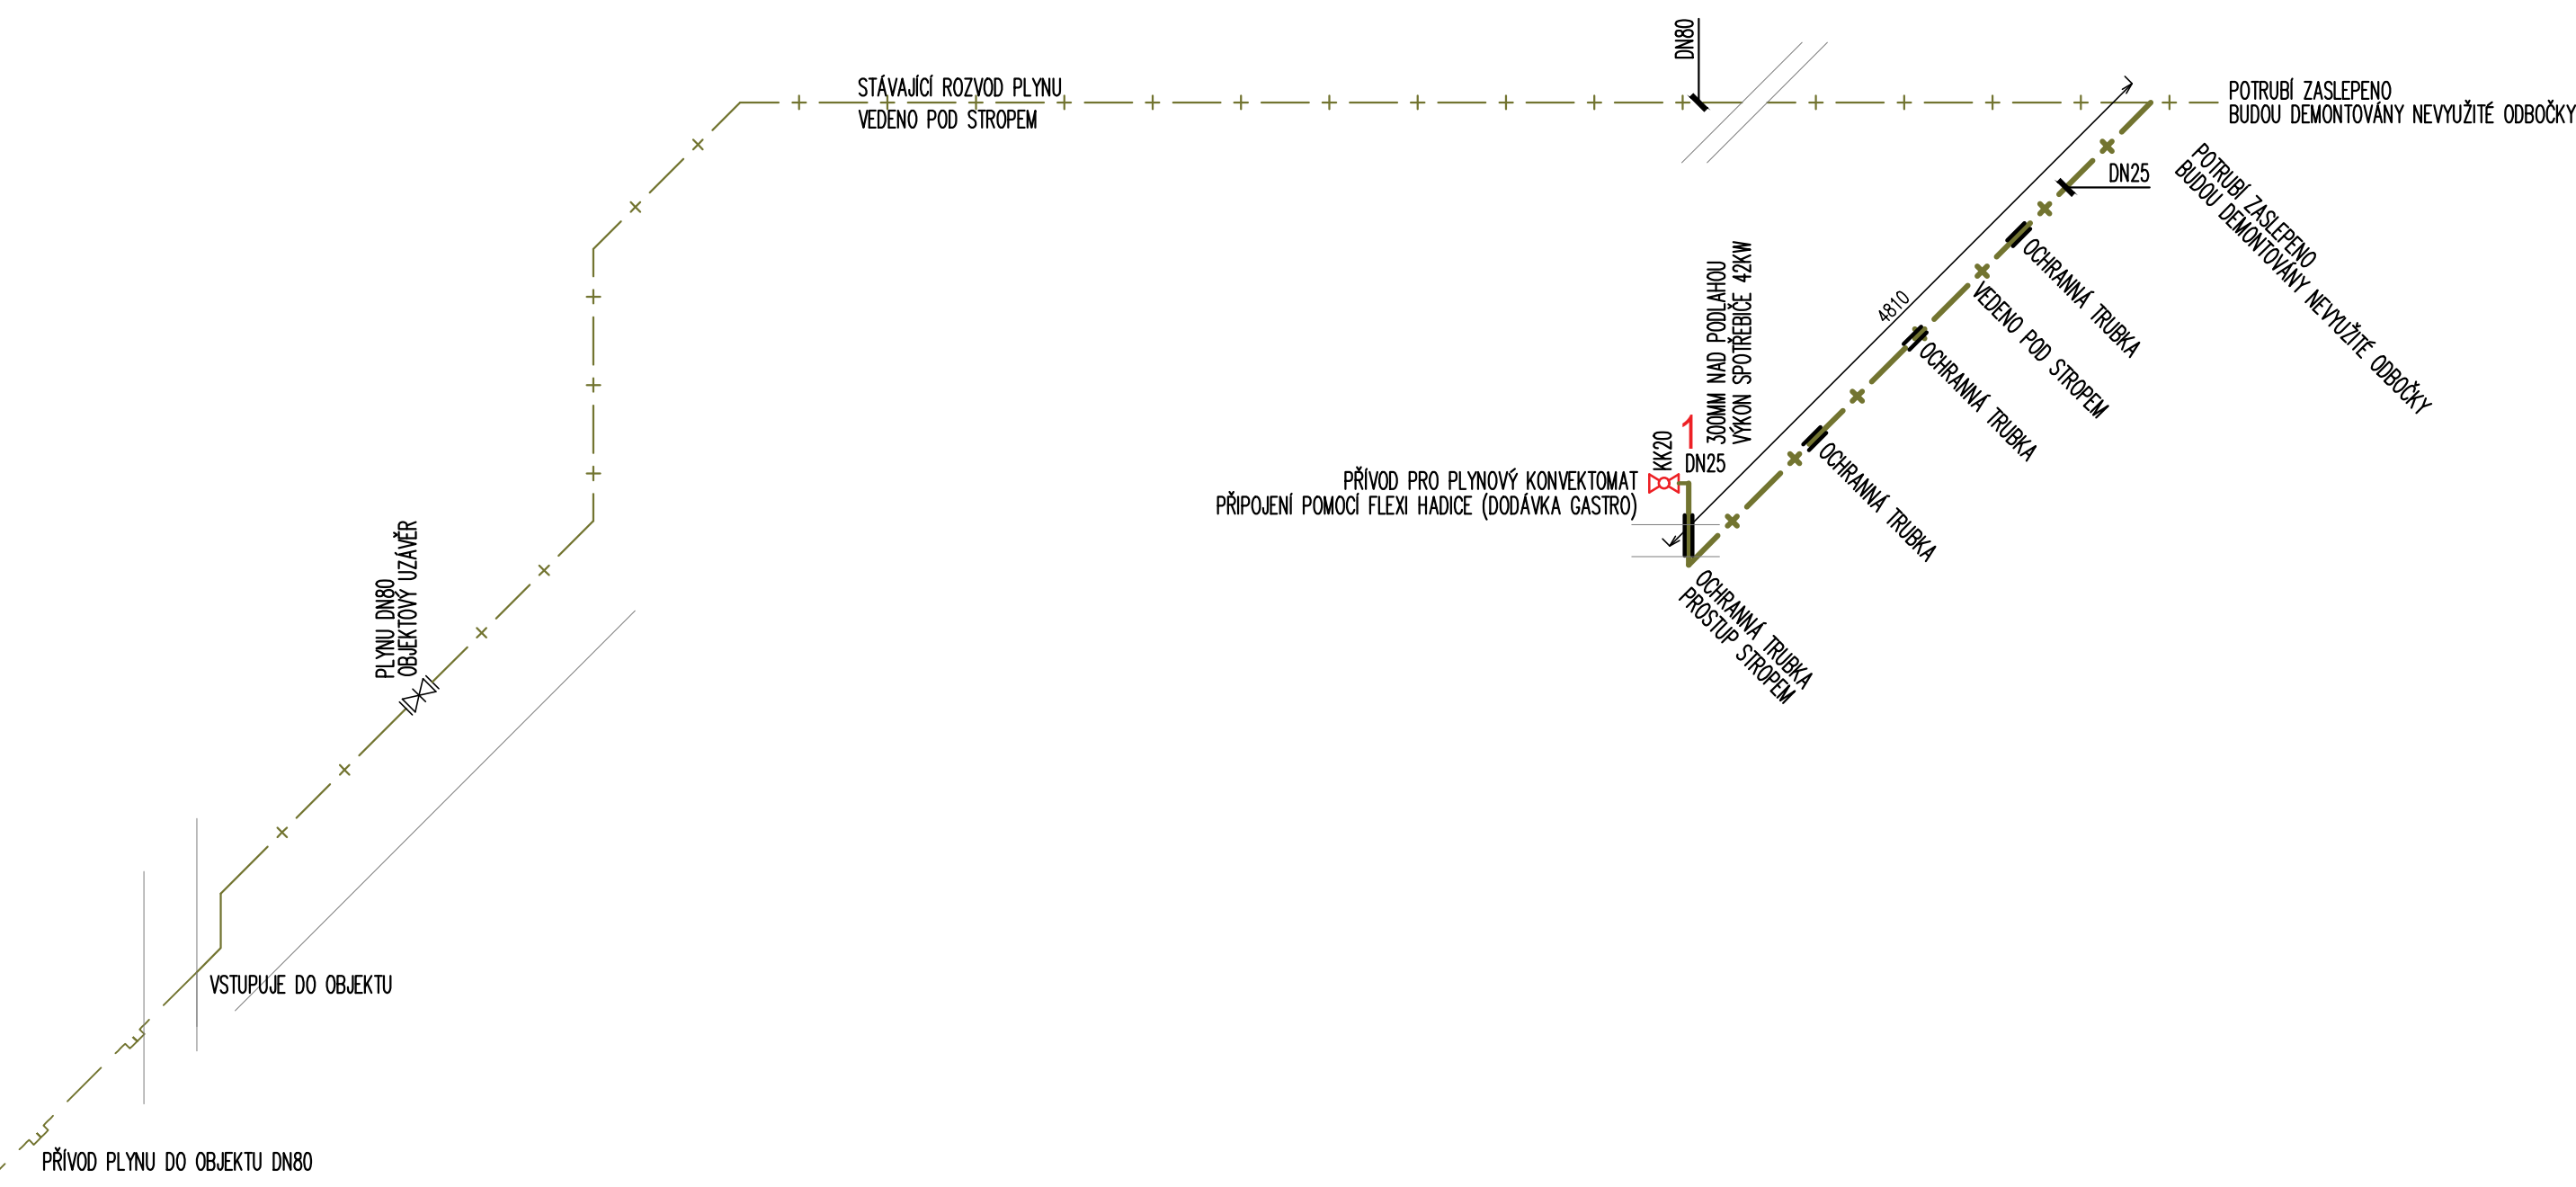 DN80
STÁVAJÍCÍ ROZVOD PLYNU
VEDENO POD STROPEM
POTRUBÍ ZASLEPENO
BUDOU DEMONTOVÁNY NEVYUŽITÉ ODBOČKY
DN25
POTRUBÍ ZASLEPENO
BUDOU DEMONTOVÁNY NEVYUŽITÉ ODBOČKY
OCHRANNÁ TRUBKA
VEDENO POD STROPEM
4810
OCHRANNÁ TRUBKA
OCHRANNÁ TRUBKA
300MM NAD PODLAHOU
VÝKON SPOTŘEBIČE 42KW
1
KK20
DN25
PŘÍVOD PRO PLYNOVÝ KONVEKTOMAT
PŘIPOJENÍ POMOCÍ FLEXI HADICE (DODÁVKA GASTRO)
OCHRANNÁ TRUBKA
PROSTUP STROPEM
PLYNU DN80
OBJEKTOVÝ UZÁVĚR
VSTUPUJE DO OBJEKTU
PŘÍVOD PLYNU DO OBJEKTU DN80